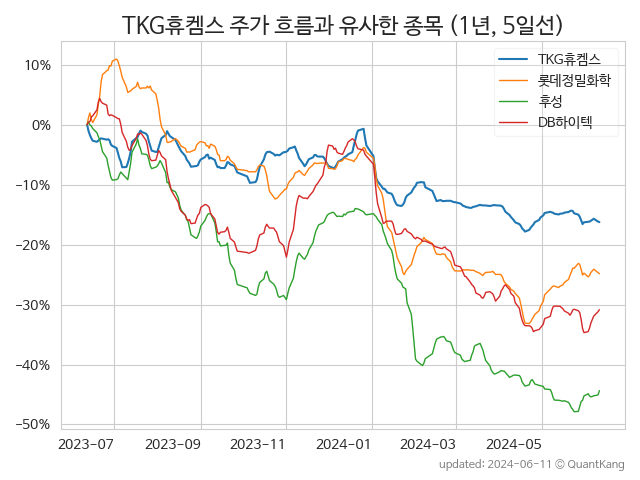 TKG휴켐스 주가 흐름과 유사한 종목 (1년, 5일선)
TKG휴켐스
롯데정밀화학
후성
DB하이텍
10%
0%
−10%
−20%
−30%
−40%
−50%
2023-07
2023-09
2023-11
2024-01
2024-03
2024-05
updated: 2024-06-11 © QuantKang